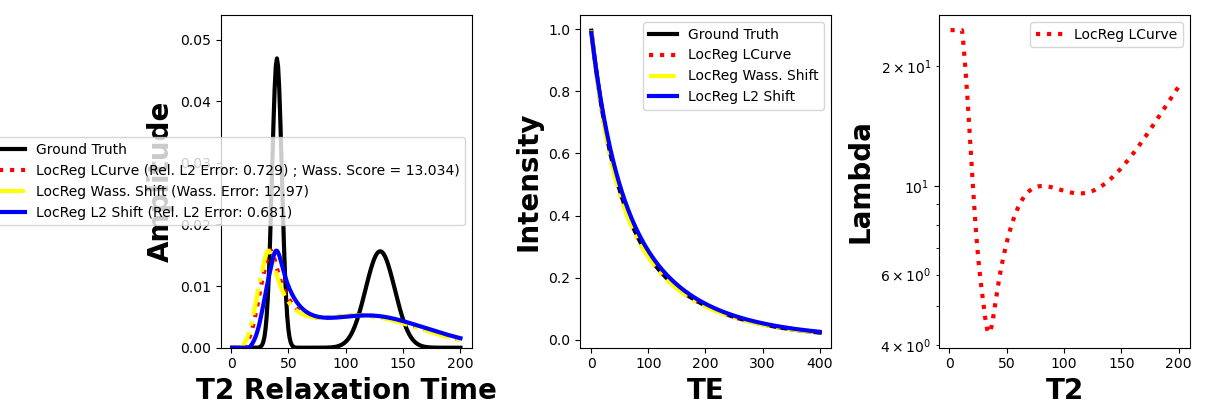 0.05
0.04
0.03
0.02
0.01
0.00
0
50
100
150
200
Amplitude
T2 Relaxation Time
Ground Truth
LocReg LCurve (Rel. L2 Error: 0.729) ; Wass. Score = 13.034)
LocReg Wass. Shift (Wass. Error: 12.97)
LocReg L2 Shift (Rel. L2 Error: 0.681)
1.0
0.8
0.6
0.4
0.2
0.0
0
100
200
300
400
Intensity
TE
Ground Truth
LocReg LCurve
LocReg Wass. Shift
LocReg L2 Shift
2 × 10¹
10¹
6 × 10⁰
4 × 10⁰
0
50
100
150
200
Lambda
T2
LocReg LCurve